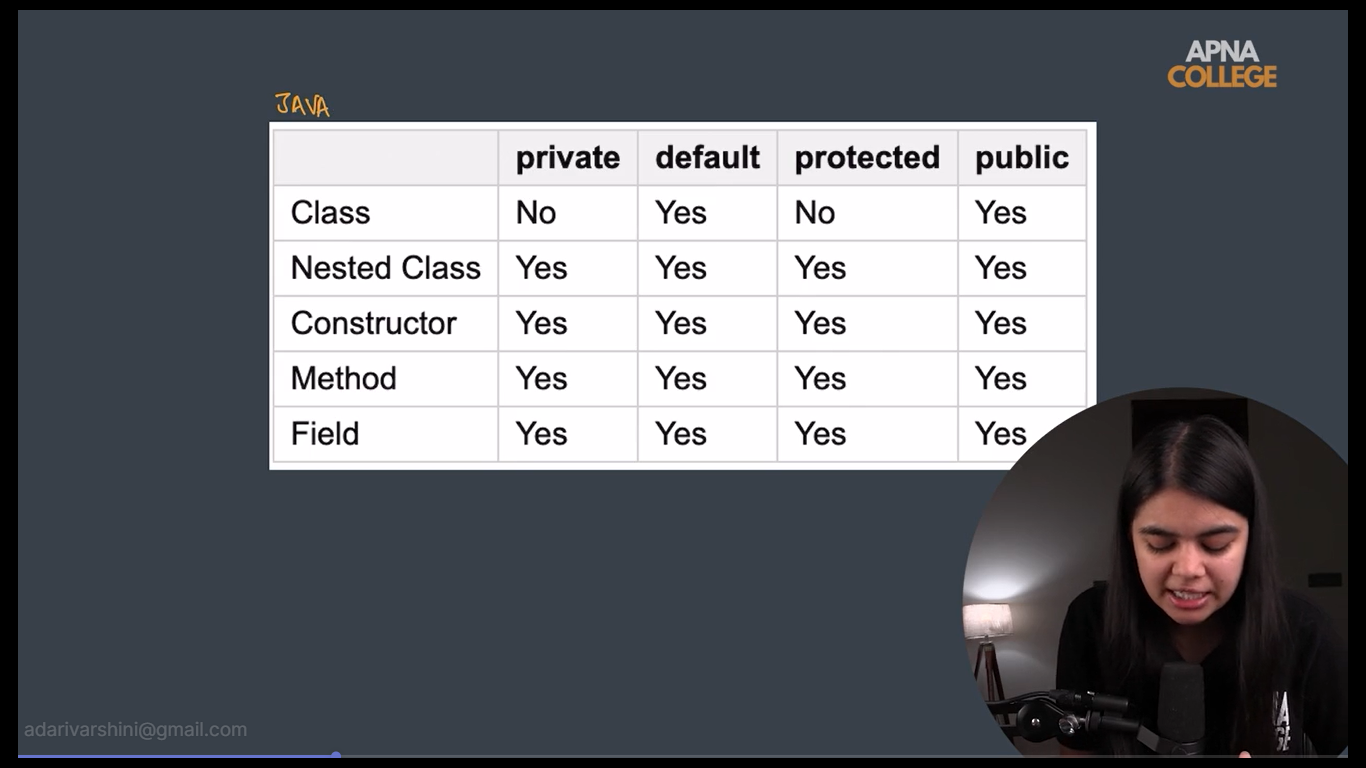 APNA
COLLEGE
JAVA
private default protected public
Class No Yes No Yes
Nested Class Yes Yes Yes Yes
Constructor Yes Yes Yes Yes
Method Yes Yes Yes Yes
Field Yes Yes Yes Yes
adarivarshini@gmail.com